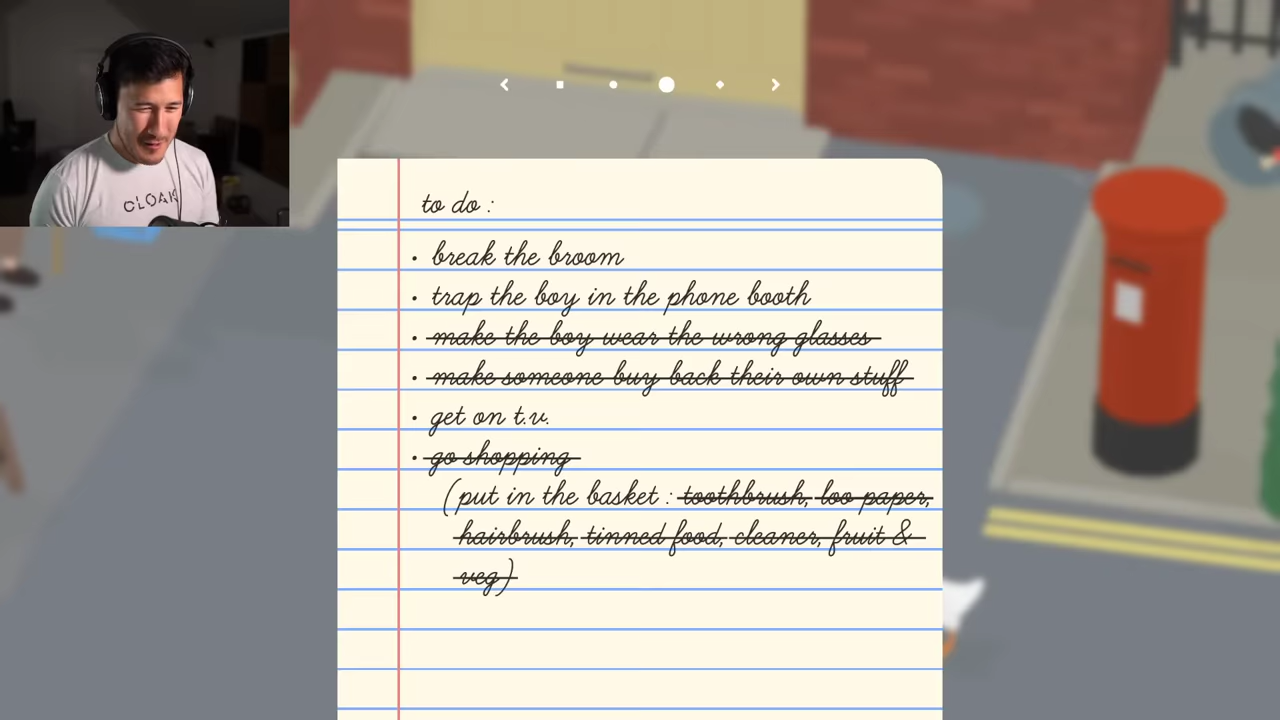 CLOAK
to do :
• break the broom
• trap the boy in the phone booth
• make the boy wear the wrong glasses
• make someone buy back their own stuff
• get on t.v.
• go shopping
(put in the basket : toothbrush, loo paper,
hairbrush, tinned food, cleaner, fruit &
veg)